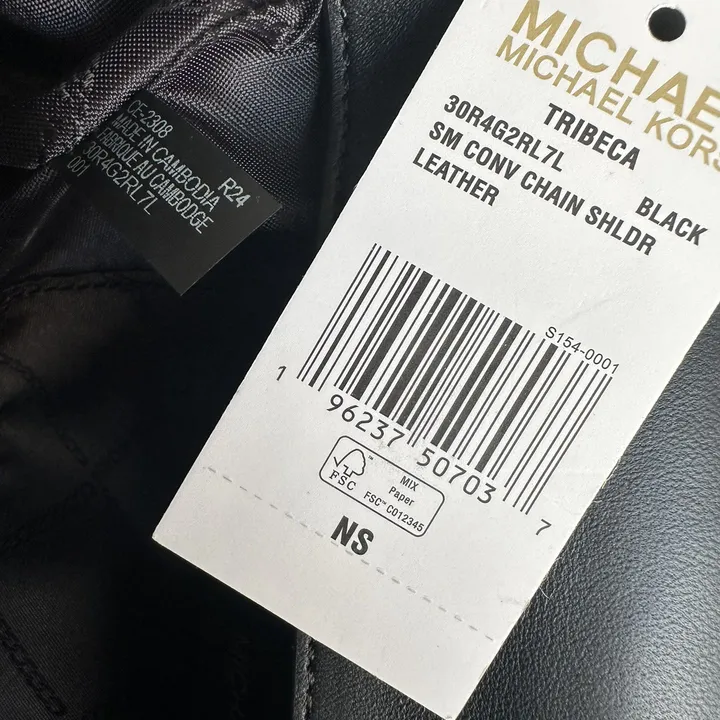 CE-2308
MADE IN CAMBODIA R24
FABRIQUE AU CAMBODGE
30R4G2RL7L
001
MICHAE
MICHAEL KORS
TRIBECA
30R4G2RL7L BLACK
SM CONV CHAIN SHLDR
LEATHER
S154-0001
1 96237 50703 7
FSC
MIX
Paper
FSC™ C012345
NS